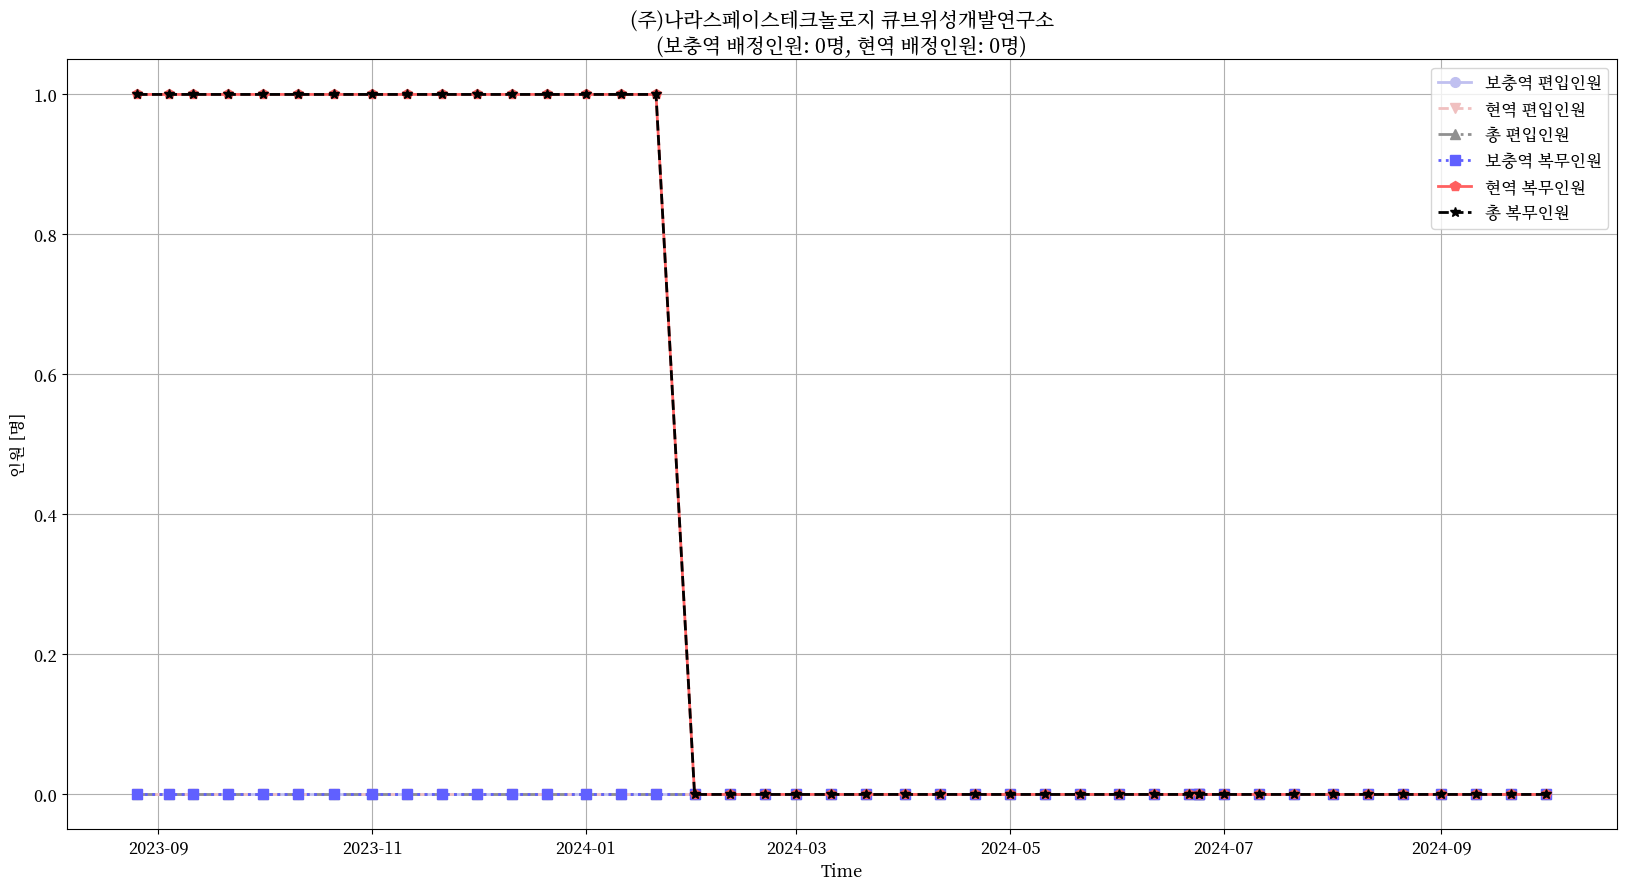 (주)나라스페이스테크놀로지 큐브위성개발연구소
(보충역 배정인원: 0명, 현역 배정인원: 0명)
보충역 편입인원
현역 편입인원
총 편입인원
보충역 복무인원
현역 복무인원
총 복무인원
1.0
0.8
0.6
0.4
0.2
0.0
인원 [명]
2023-09
2023-11
2024-01
2024-03
2024-05
2024-07
2024-09
Time